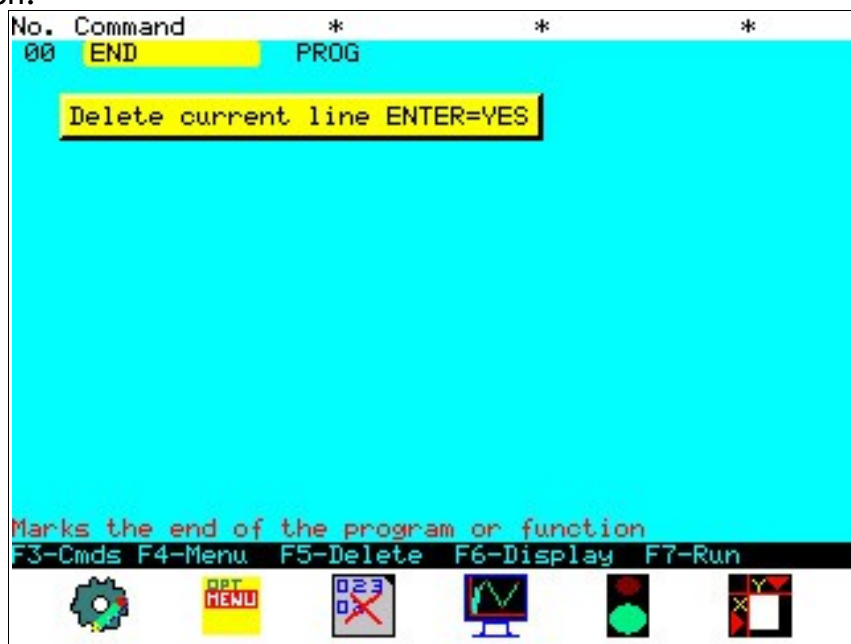 on.
No. Command * * *
00 END PROG
Delete current line ENTER=YES
Marks the end of the program or function
F3-Cmds F4-Menu F5-Delete F6-Display F7-Run
OPT
MENU
023
Y
X